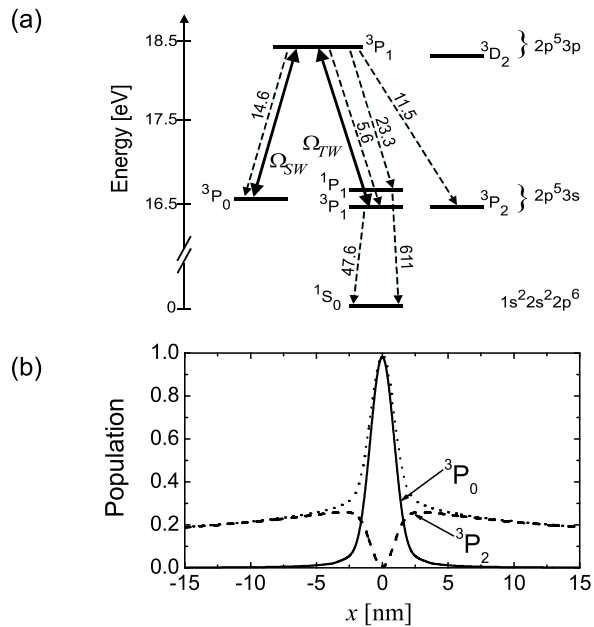 (a)
18.5
³P₁
³D₂ } 2p⁵3p
14.6
5.6
23.3
11.5
17.5
Energy [eV]
Ω_SW
Ω_TW
³P₀
¹P₁
³P₁
³P₂ } 2p⁵3s
16.5
47.6
611
¹S₀
1s²2s²2p⁶
0
(b)
1.0
0.8
0.6
0.4
0.2
0.0
Population
³P₀
³P₂
-15 -10 -5 0 5 10 15
x [nm]